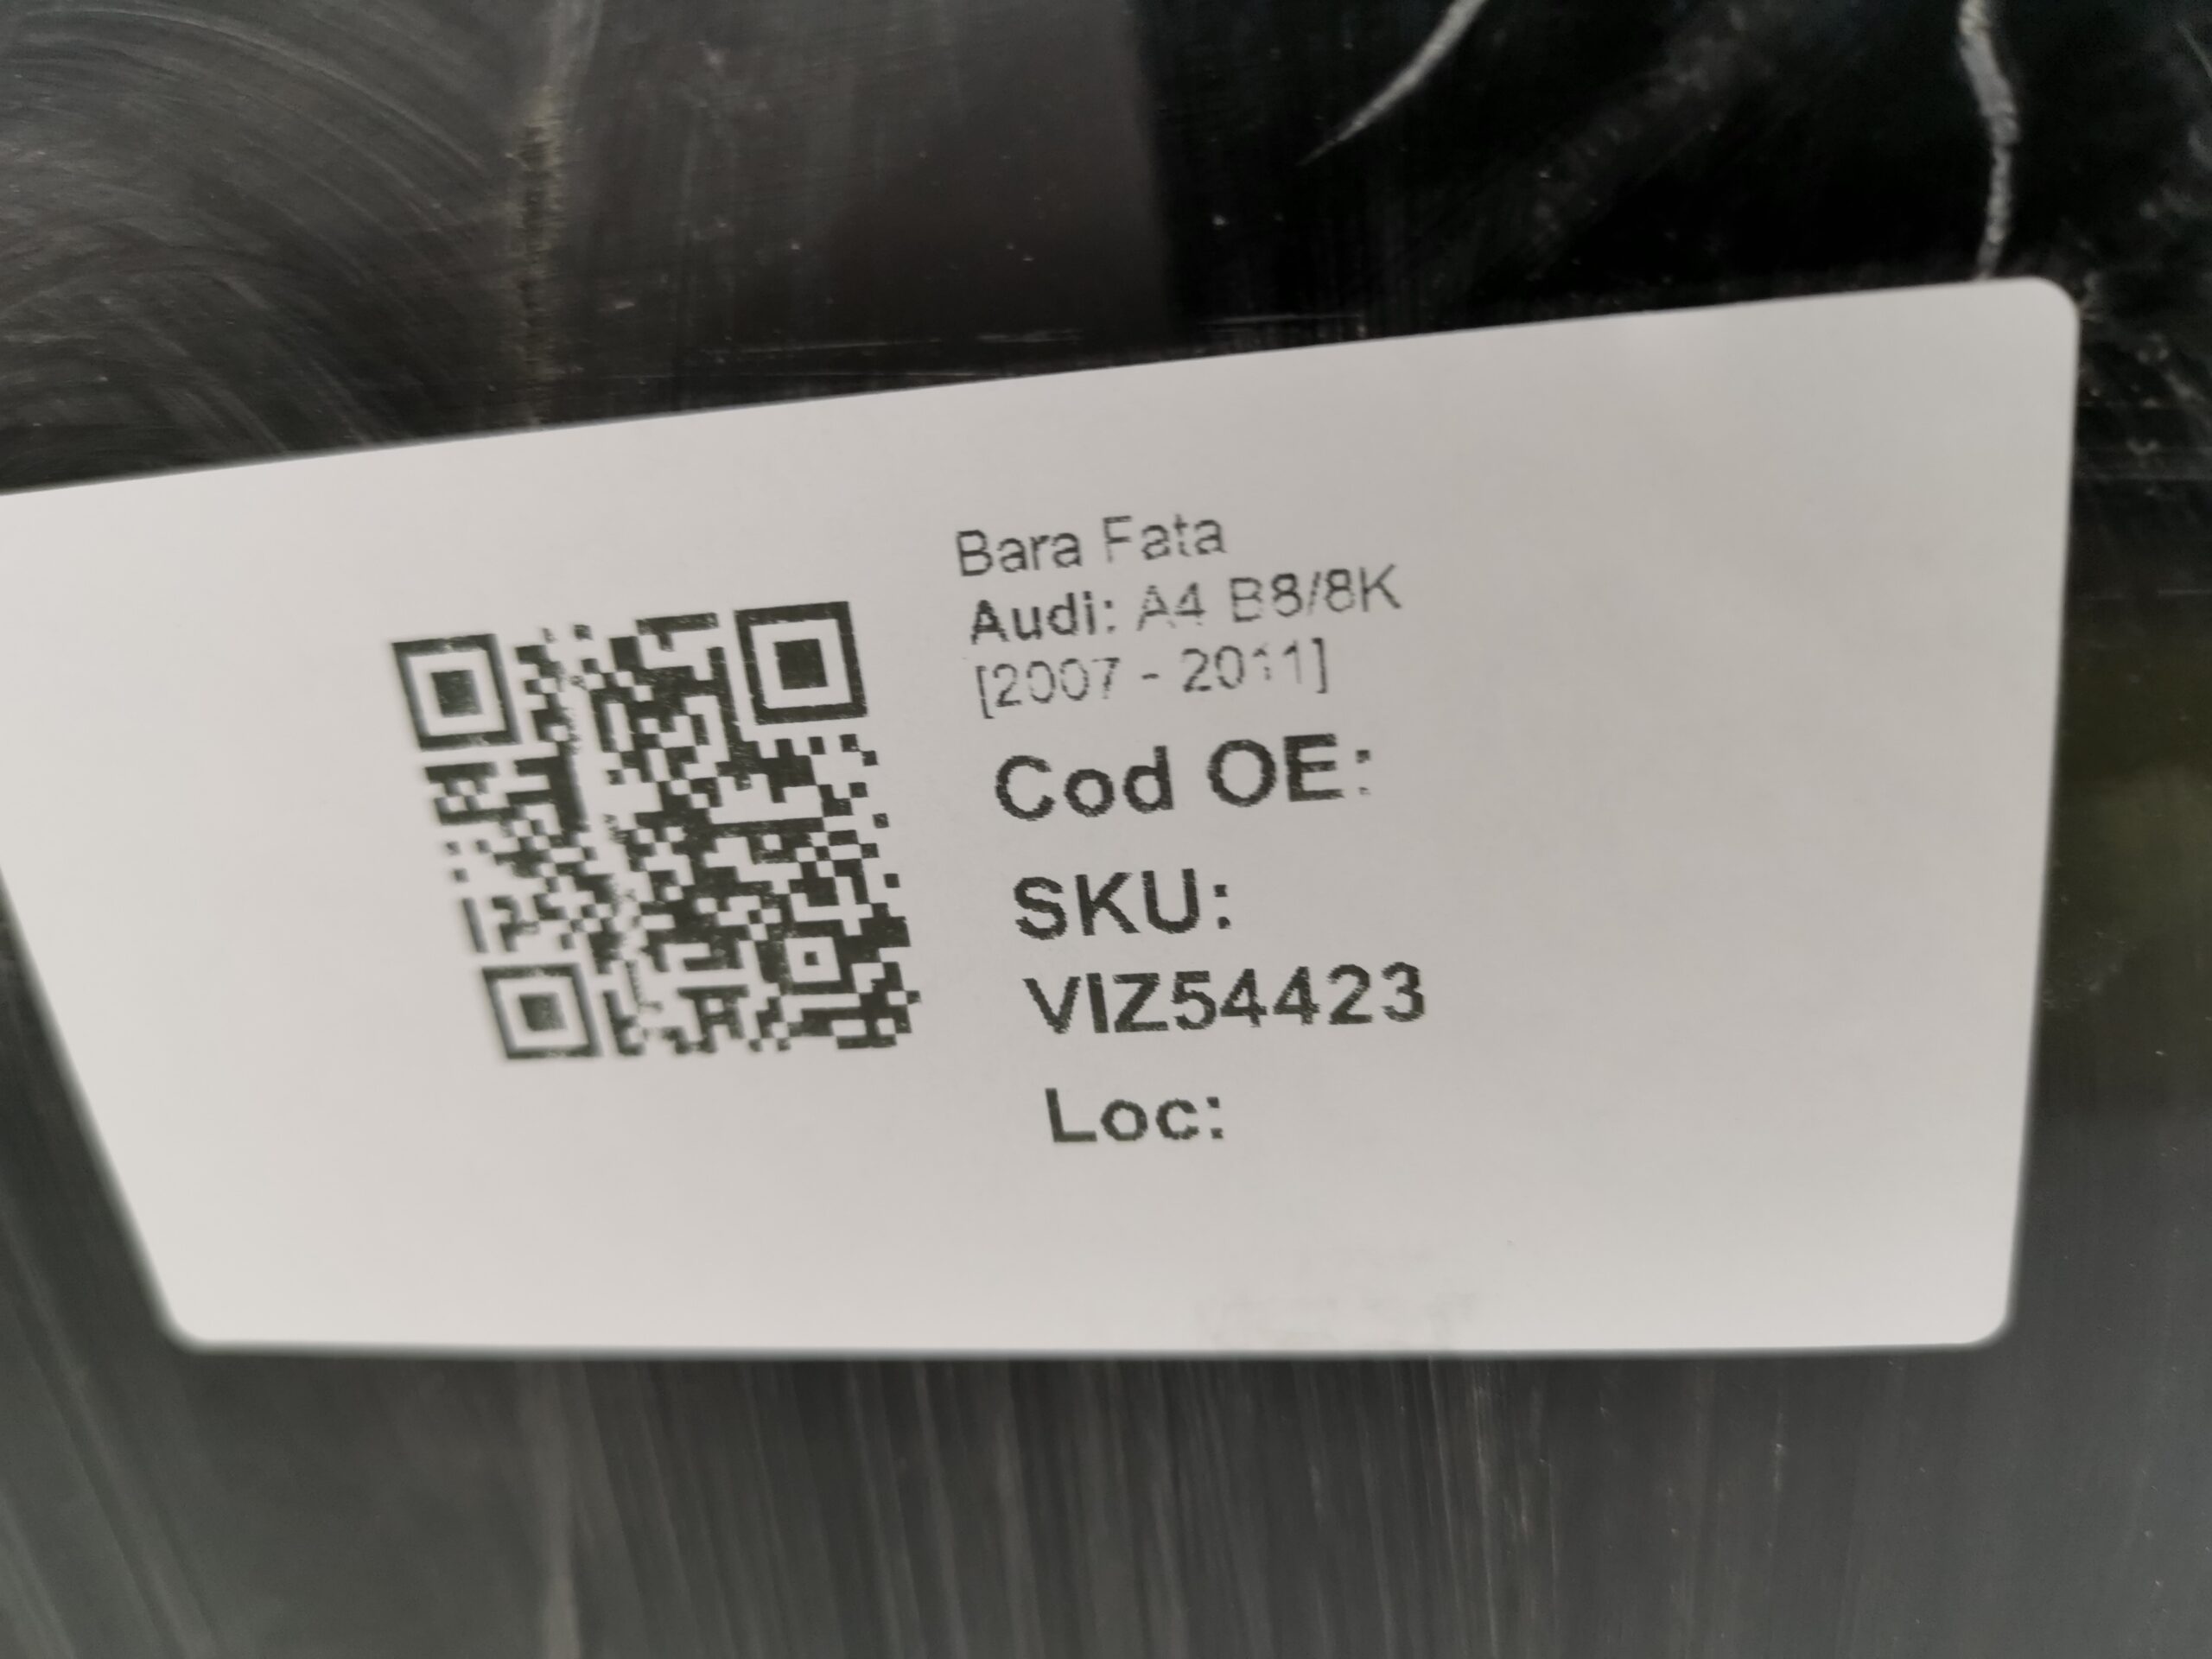 Bara Fata
Audi: A4 B8/8K
[2007 - 2011]
Cod OE:
SKU:
VIZ54423
Loc: